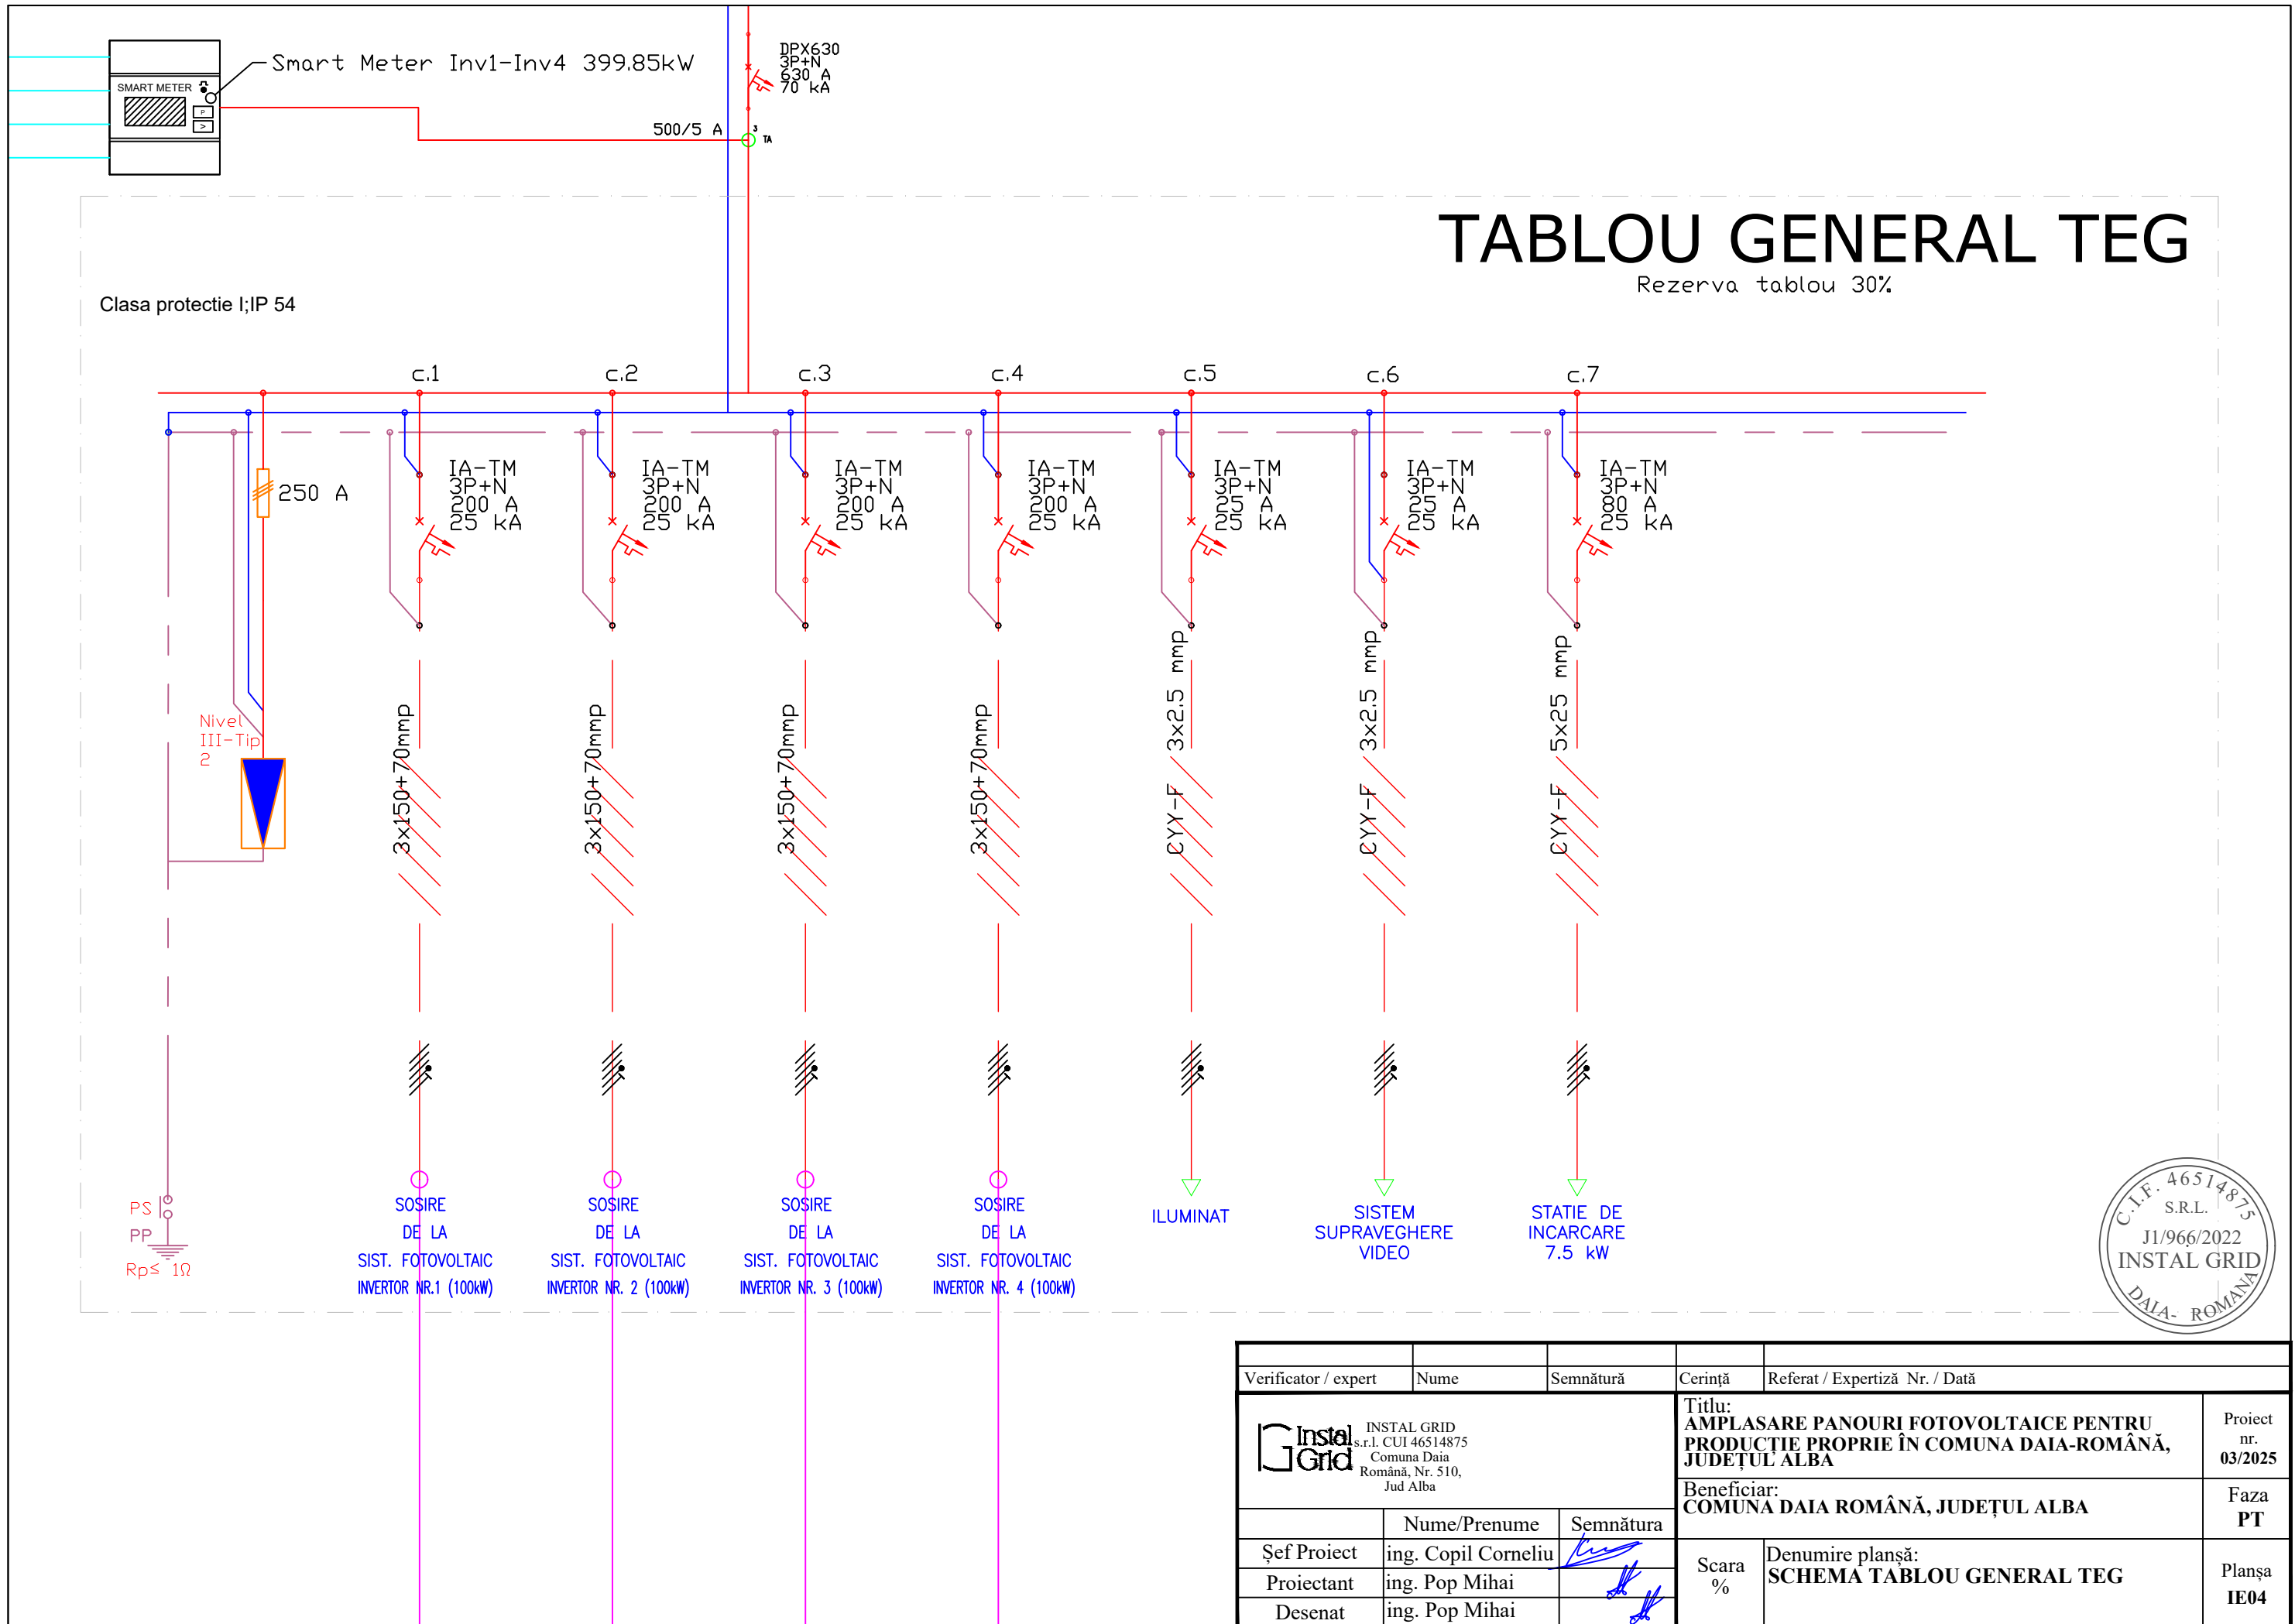 Smart Meter Inv1-Inv4 399.85kW
SMART METER
P
>
DPX630
3P+N
630 A
70 kA
500/5 A
3
TA
TABLOU GENERAL TEG
Rezerva tablou 30%
Clasa protectie I;IP 54
c.1
c.2
c.3
c.4
c.5
c.6
c.7
250 A
IA-TM
3P+N
200 A
25 kA
IA-TM
3P+N
200 A
25 kA
IA-TM
3P+N
200 A
25 kA
IA-TM
3P+N
200 A
25 kA
IA-TM
3P+N
25 A
25 kA
IA-TM
3P+N
25 A
25 kA
IA-TM
3P+N
80 A
25 kA
Nivel
III-Tip
2
3x150+70mmp
3x150+70mmp
3x150+70mmp
3x150+70mmp
CYY-F 3x2.5 mmp
CYY-F 3x2.5 mmp
CYY-F 5x25 mmp
PS
PP
Rp≤ 1Ω
SOSIRE
DE LA
SIST. FOTOVOLTAIC
INVERTOR NR.1 (100kW)
SOSIRE
DE LA
SIST. FOTOVOLTAIC
INVERTOR NR. 2 (100kW)
SOSIRE
DE LA
SIST. FOTOVOLTAIC
INVERTOR NR. 3 (100kW)
SOSIRE
DE LA
SIST. FOTOVOLTAIC
INVERTOR NR. 4 (100kW)
ILUMINAT
SISTEM
SUPRAVEGHERE
VIDEO
STATIE DE
INCARCARE
7.5 kW
C.I.F. 46514875
S.R.L.
J1/966/2022
INSTAL GRID
DAIA- ROMANA
Verificator / expert
Nume
Semnătură
Cerinţă
Referat / Expertiză Nr. / Dată
Instal
Grid
INSTAL GRID
s.r.l. CUI 46514875
Comuna Daia
Română, Nr. 510,
Jud Alba
Titlu:
AMPLASARE PANOURI FOTOVOLTAICE PENTRU
PRODUCȚIE PROPRIE ÎN COMUNA DAIA-ROMÂNĂ,
JUDEȚUL ALBA
Proiect
nr.
03/2025
Beneficiar:
COMUNA DAIA ROMÂNĂ, JUDEȚUL ALBA
Faza
PT
Nume/Prenume
Semnătura
Șef Proiect
ing. Copil Corneliu
Proiectant
ing. Pop Mihai
Desenat
ing. Pop Mihai
Scara
%
Denumire planșă:
SCHEMA TABLOU GENERAL TEG
Planșa
IE04